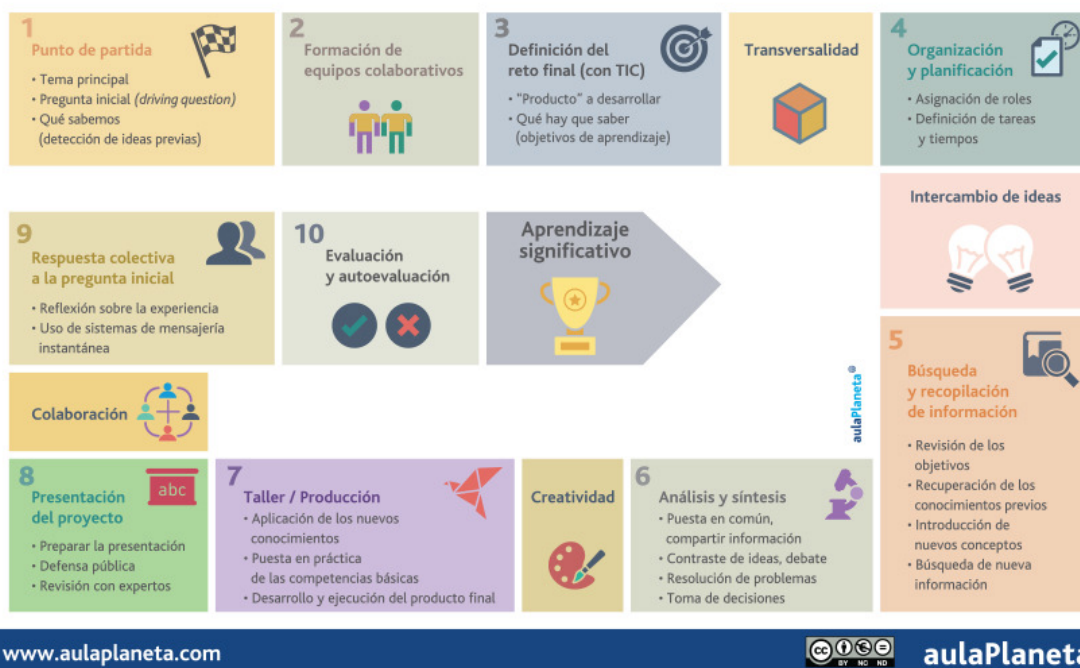 1
Punto de partida
• Tema principal
• Pregunta inicial (driving question)
• Qué sabemos
(detección de ideas previas)
2
Formación de
equipos colaborativos
3
Definición del
reto final (con TIC)
• "Producto" a desarrollar
• Qué hay que saber
(objetivos de aprendizaje)
Transversalidad
4
Organización
y planificación
• Asignación de roles
• Definición de tareas
y tiempos
Intercambio de ideas
5
Búsqueda
y recopilación
de información
• Revisión de los
objetivos
• Recuperación de los
conocimientos previos
• Introducción de
nuevos conceptos
• Búsqueda de nueva
información
6
Análisis y síntesis
• Puesta en común,
compartir información
• Contraste de ideas, debate
• Resolución de problemas
• Toma de decisiones
Creatividad
7
Taller / Producción
• Aplicación de los nuevos
conocimientos
• Puesta en práctica
de las competencias básicas
• Desarrollo y ejecución del producto final
8
Presentación
del proyecto
abc
• Preparar la presentación
• Defensa pública
• Revisión con expertos
Colaboración
9
Respuesta colectiva
a la pregunta inicial
• Reflexión sobre la experiencia
• Uso de sistemas de mensajería
instantánea
10
Evaluación
y autoevaluación
Aprendizaje
significativo
aulaPlaneta®
www.aulaplaneta.com
cc
BY NC ND
aulaPlaneta